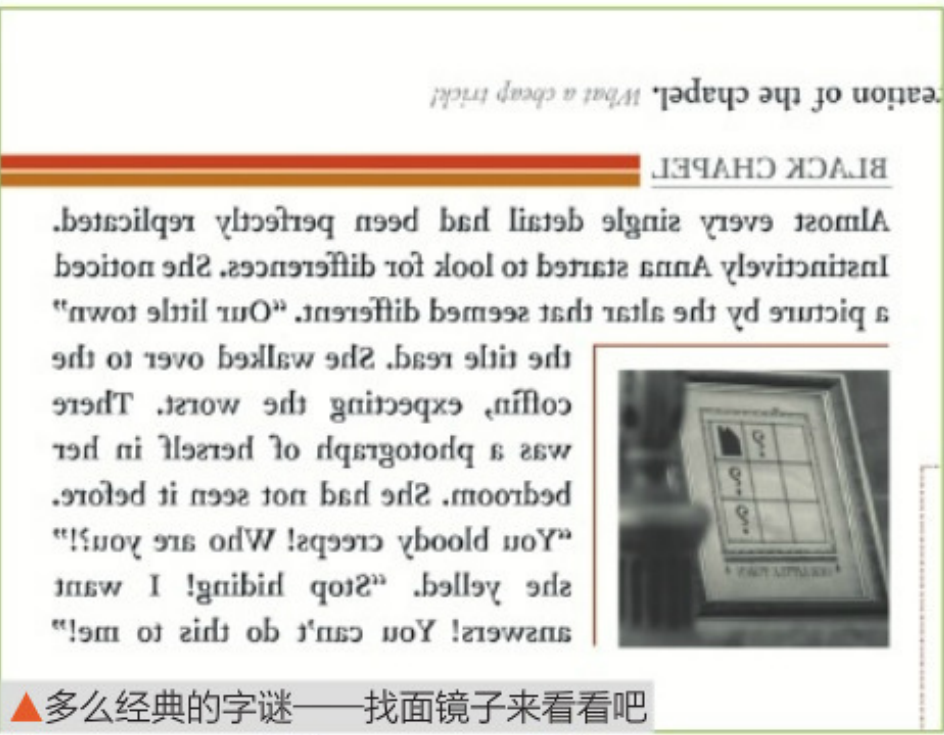 reation of the chapel. What a cheap trick!
BLACK CHAPEL
Almost every single detail had been perfectly replicated.
Instinctively Anna started to look for differences. She noticed
a picture by the altar that seemed different. “Our little town”
the title read. She walked over to the
coffin, expecting the worst. There
was a photograph of herself in her
bedroom. She had not seen it before.
“You bloody creeps! Who are you?!”
she yelled. “Stop hiding! I want
answers! You can't do this to me!”
?
?
?
OUR LITTLE TOWN
▲多么经典的字谜——找面镜子来看看吧